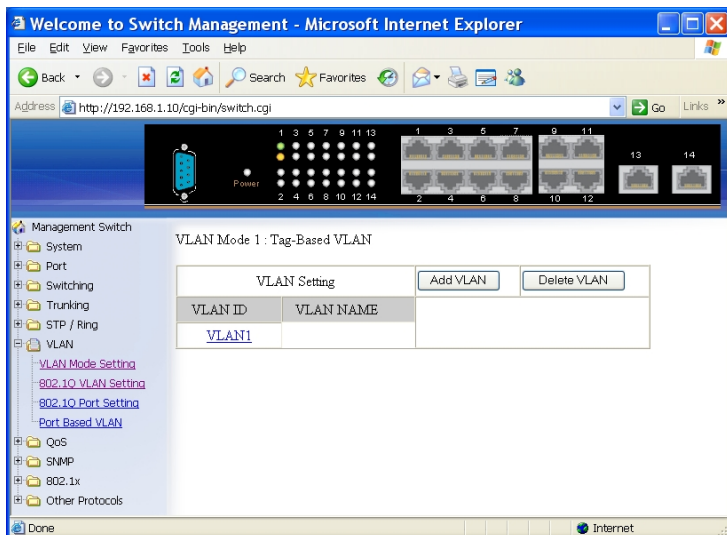 Welcome to Switch Management - Microsoft Internet Explorer
File Edit View Favorites Tools Help
Back Search Favorites
Address http://192.168.1.10/cgi-bin/switch.cgi Go Links »
1 3 5 7 9 11 13
1 3 5 7 9 11
13 14
Power
2 4 6 8 10 12 14
2 4 6 8 10 12
Management Switch
System
Port
Switching
Trunking
STP / Ring
VLAN
VLAN Mode Setting
802.1Q VLAN Setting
802.1Q Port Setting
Port Based VLAN
QoS
SNMP
802.1x
Other Protocols
VLAN Mode 1 : Tag-Based VLAN
VLAN Setting Add VLAN Delete VLAN
VLAN ID VLAN NAME
VLAN1
Done Internet